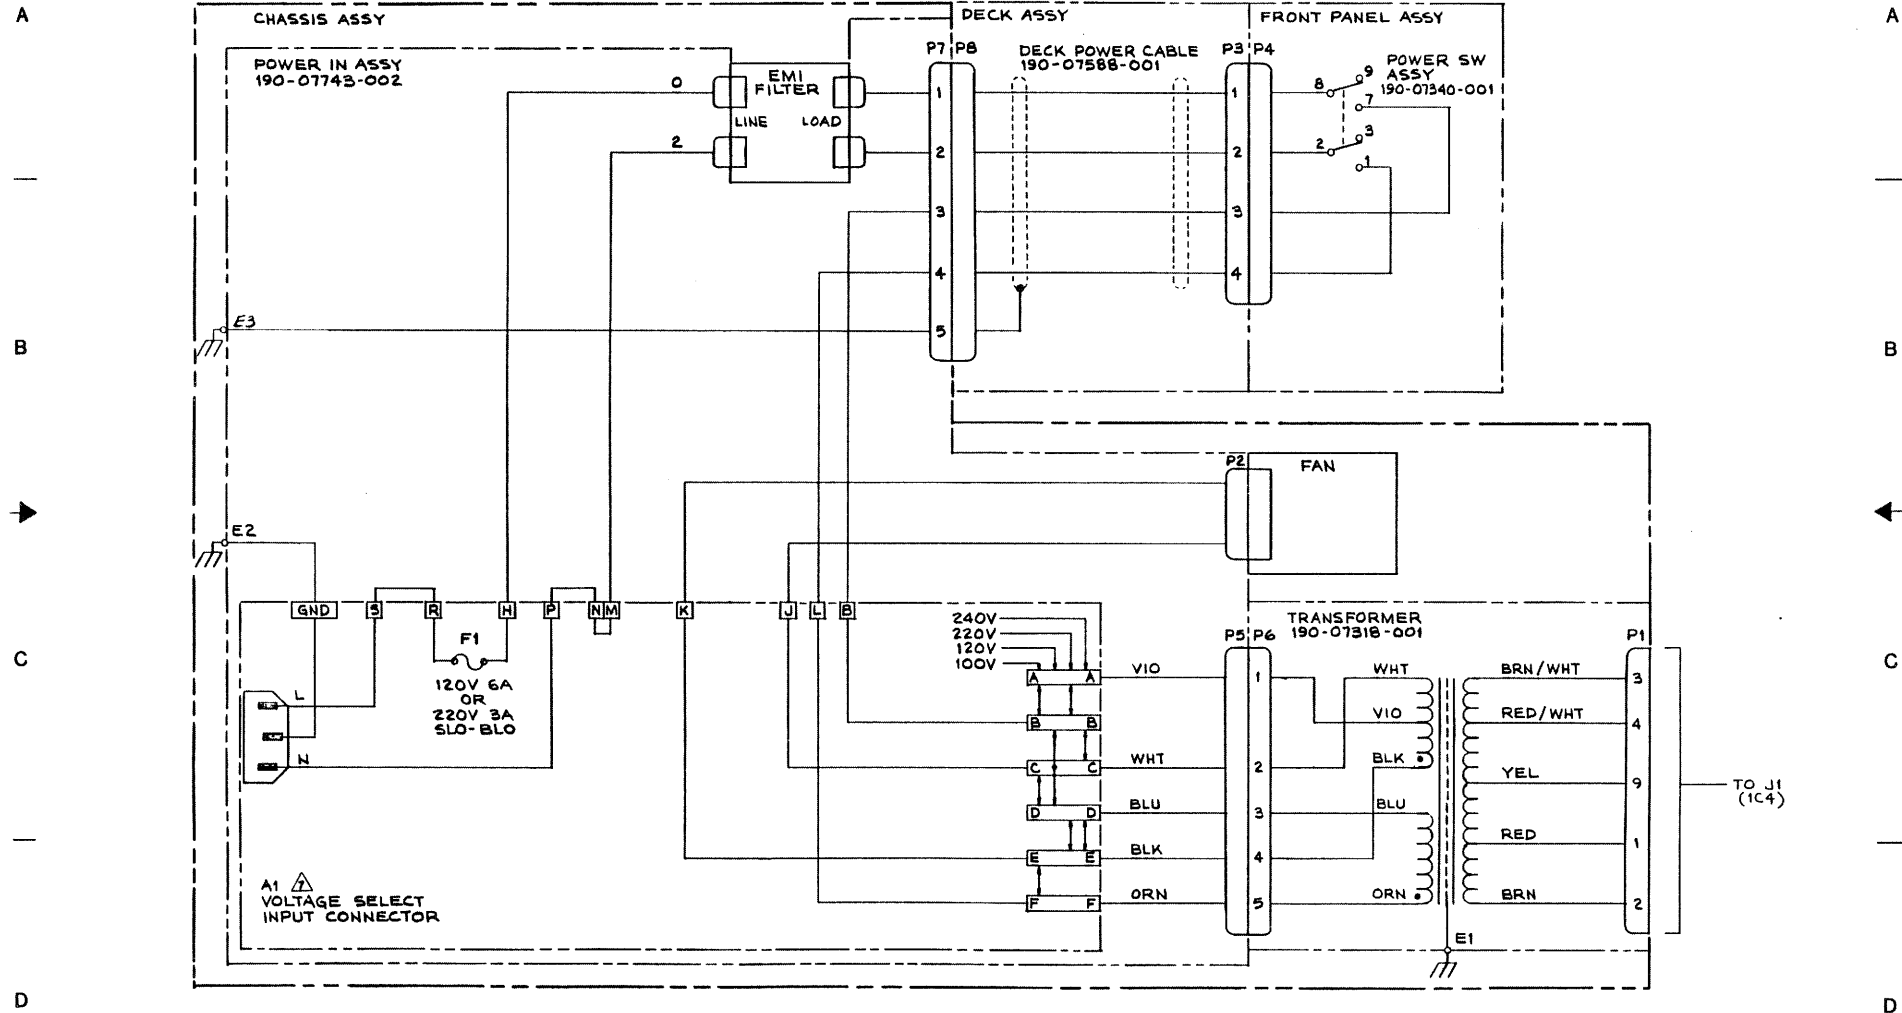 A
A
CHASSIS ASSY
DECK ASSY
FRONT PANEL ASSY
P7 P8
DECK POWER CABLE
190-07588-001
P3 P4
POWER IN ASSY
190-07743-002
POWER SW
ASSY
190-07340-001
EMI
FILTER
LINE
LOAD
0
2
1
2
3
4
5
1
2
3
4
8
9
7
2
3
1
E3
B
B
P2
FAN
E2
GND
S
R
H
P
N
M
K
J
L
B
F1
120V 6A
OR
220V 3A
SLO-BLO
L
N
240V
220V
120V
100V
A A
B B
C C
D D
E E
F F
VIO
WHT
BLU
BLK
ORN
P5 P6
1
2
3
4
5
TRANSFORMER
190-07318-001
WHT
VIO
BLK
BLU
ORN
BRN/WHT
RED/WHT
YEL
RED
BRN
P1
3
4
9
1
2
TO J1
(1C4)
C
C
A1 7
VOLTAGE SELECT
INPUT CONNECTOR
E1
D
D